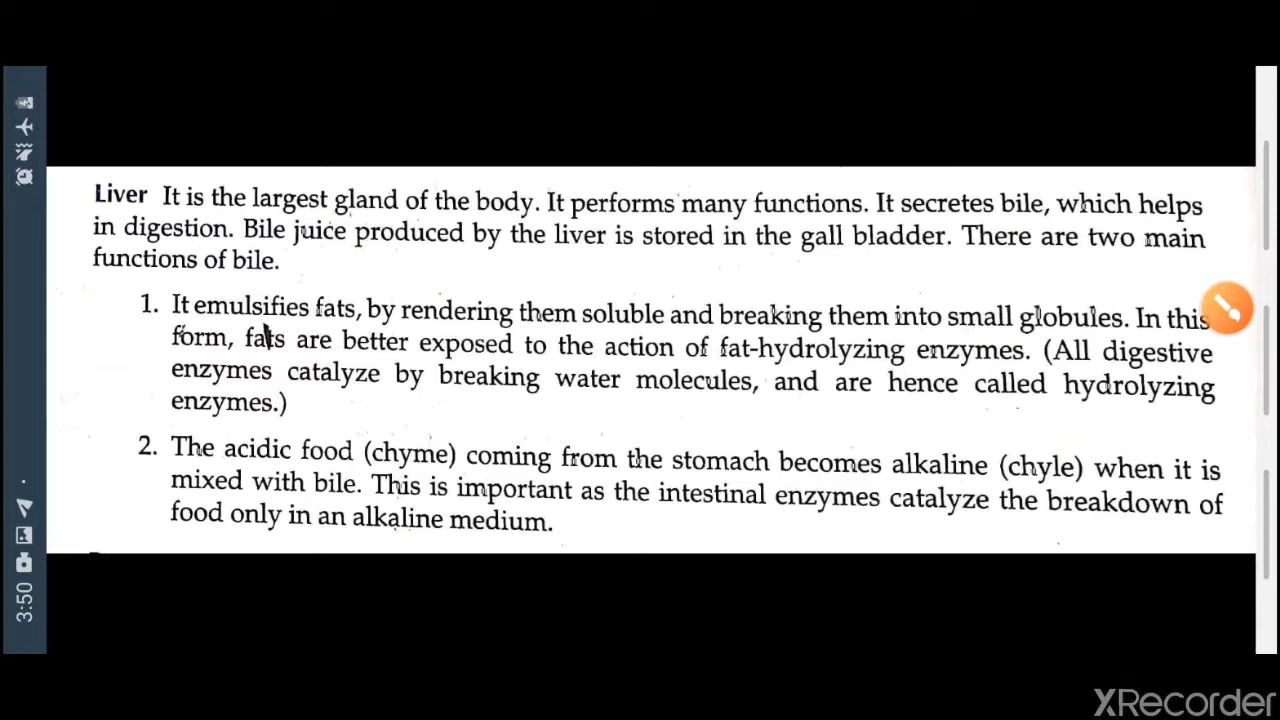 Liver It is the largest gland of the body. It performs many functions. It secretes bile, which helps
in digestion. Bile juice produced by the liver is stored in the gall bladder. There are two main
functions of bile.
1. It emulsifies fats, by rendering them soluble and breaking them into small globules. In this
form, fats are better exposed to the action of fat-hydrolyzing enzymes. (All digestive
enzymes catalyze by breaking water molecules, and are hence called hydrolyzing
enzymes.)
2. The acidic food (chyme) coming from the stomach becomes alkaline (chyle) when it is
mixed with bile. This is important as the intestinal enzymes catalyze the breakdown of
food only in an alkaline medium.
3:50
XRecorder